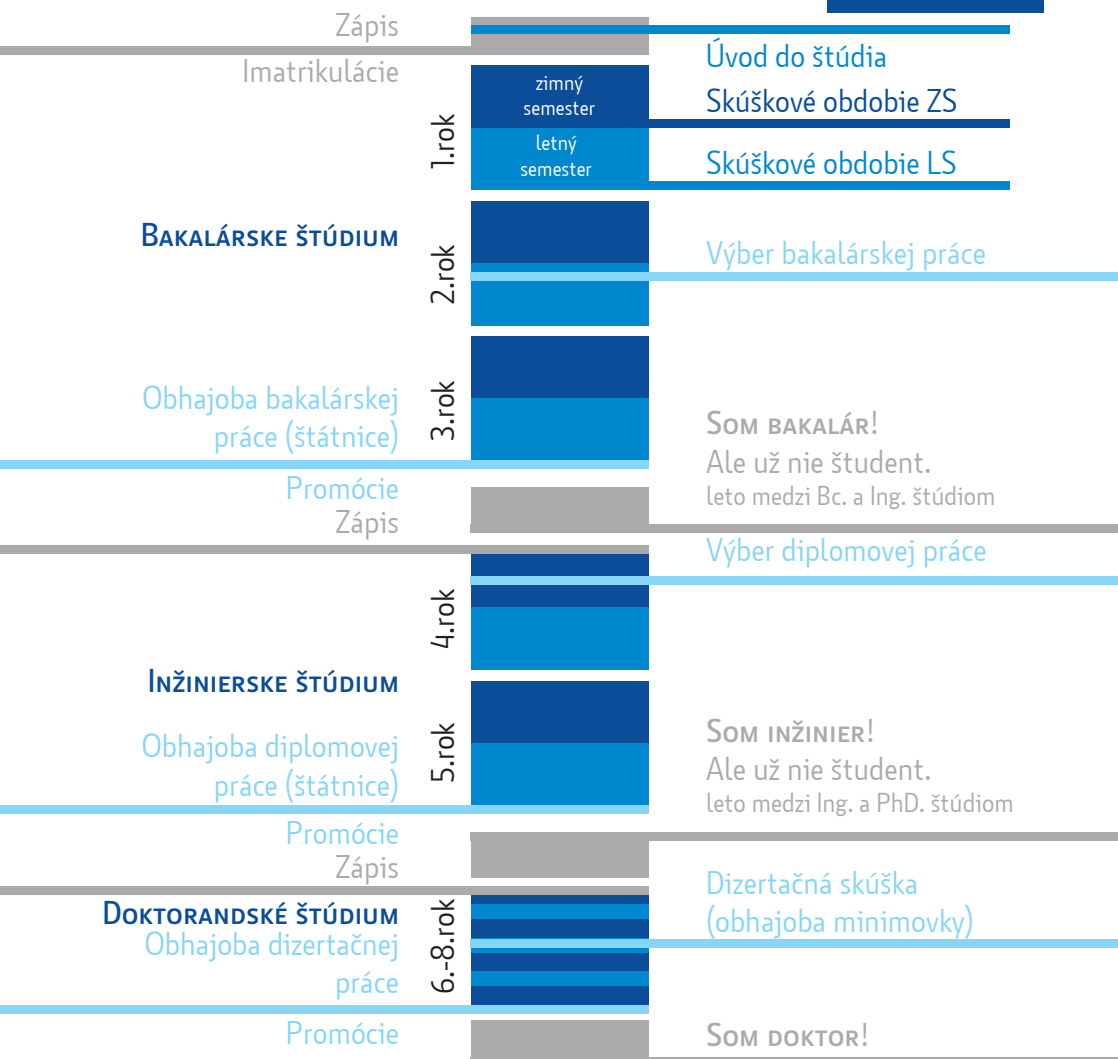 Zápis
Úvod do štúdia
Imatrikulácie
zimný
semester
Skúškové obdobie ZS
1.rok
letný
semester
Skúškové obdobie LS
Bakalárske štúdium
2.rok
Výber bakalárskej práce
3.rok
Obhajoba bakalárskej
práce (štátnice)
Som bakalár!
Ale už nie študent.
leto medzi Bc. a Ing. štúdiom
Promócie
Zápis
Výber diplomovej práce
4.rok
Inžinierske štúdium
5.rok
Obhajoba diplomovej
práce (štátnice)
Som inžinier!
Ale už nie študent.
leto medzi Ing. a PhD. štúdiom
Promócie
Zápis
Dizertačná skúška
(obhajoba minimovky)
Doktorandské štúdium
6.-8.rok
Obhajoba dizertačnej
práce
Promócie
Som doktor!